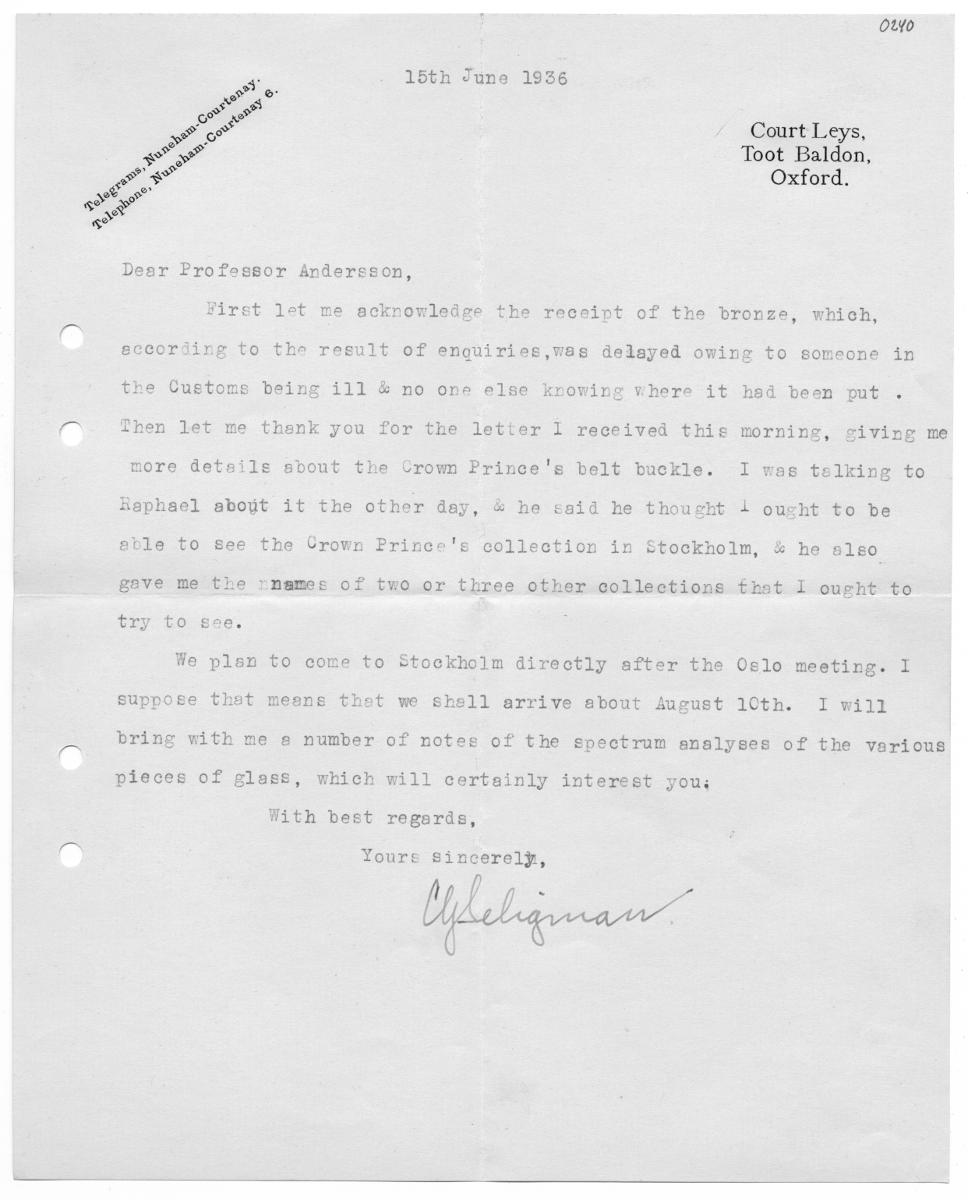 0240
15th June 1936
Telegrams, Nuneham-Courtenay.
Telephone, Nuneham-Courtenay 6.
Court Leys,
Toot Baldon,
Oxford.
Dear Professor Andersson,
First let me acknowledge the receipt of the bronze, which,
according to the result of enquiries,was delayed owing to someone in
the Customs being ill & no one else knowing where it had been put .
Then let me thank you for the letter I received this morning, giving me
more details about the Crown Prince's belt buckle. I was talking to
Raphael about it the other day, & he said he thought I ought to be
able to see the Crown Prince's collection in Stockholm, & he also
gave me the names of two or three other collections that I ought to
try to see.
We plan to come to Stockholm directly after the Oslo meeting. I
suppose that means that we shall arrive about August 10th. I will
bring with me a number of notes of the spectrum analyses of the various
pieces of glass, which will certainly interest you.
With best regards,
Yours sincerely,
CGSeligman.